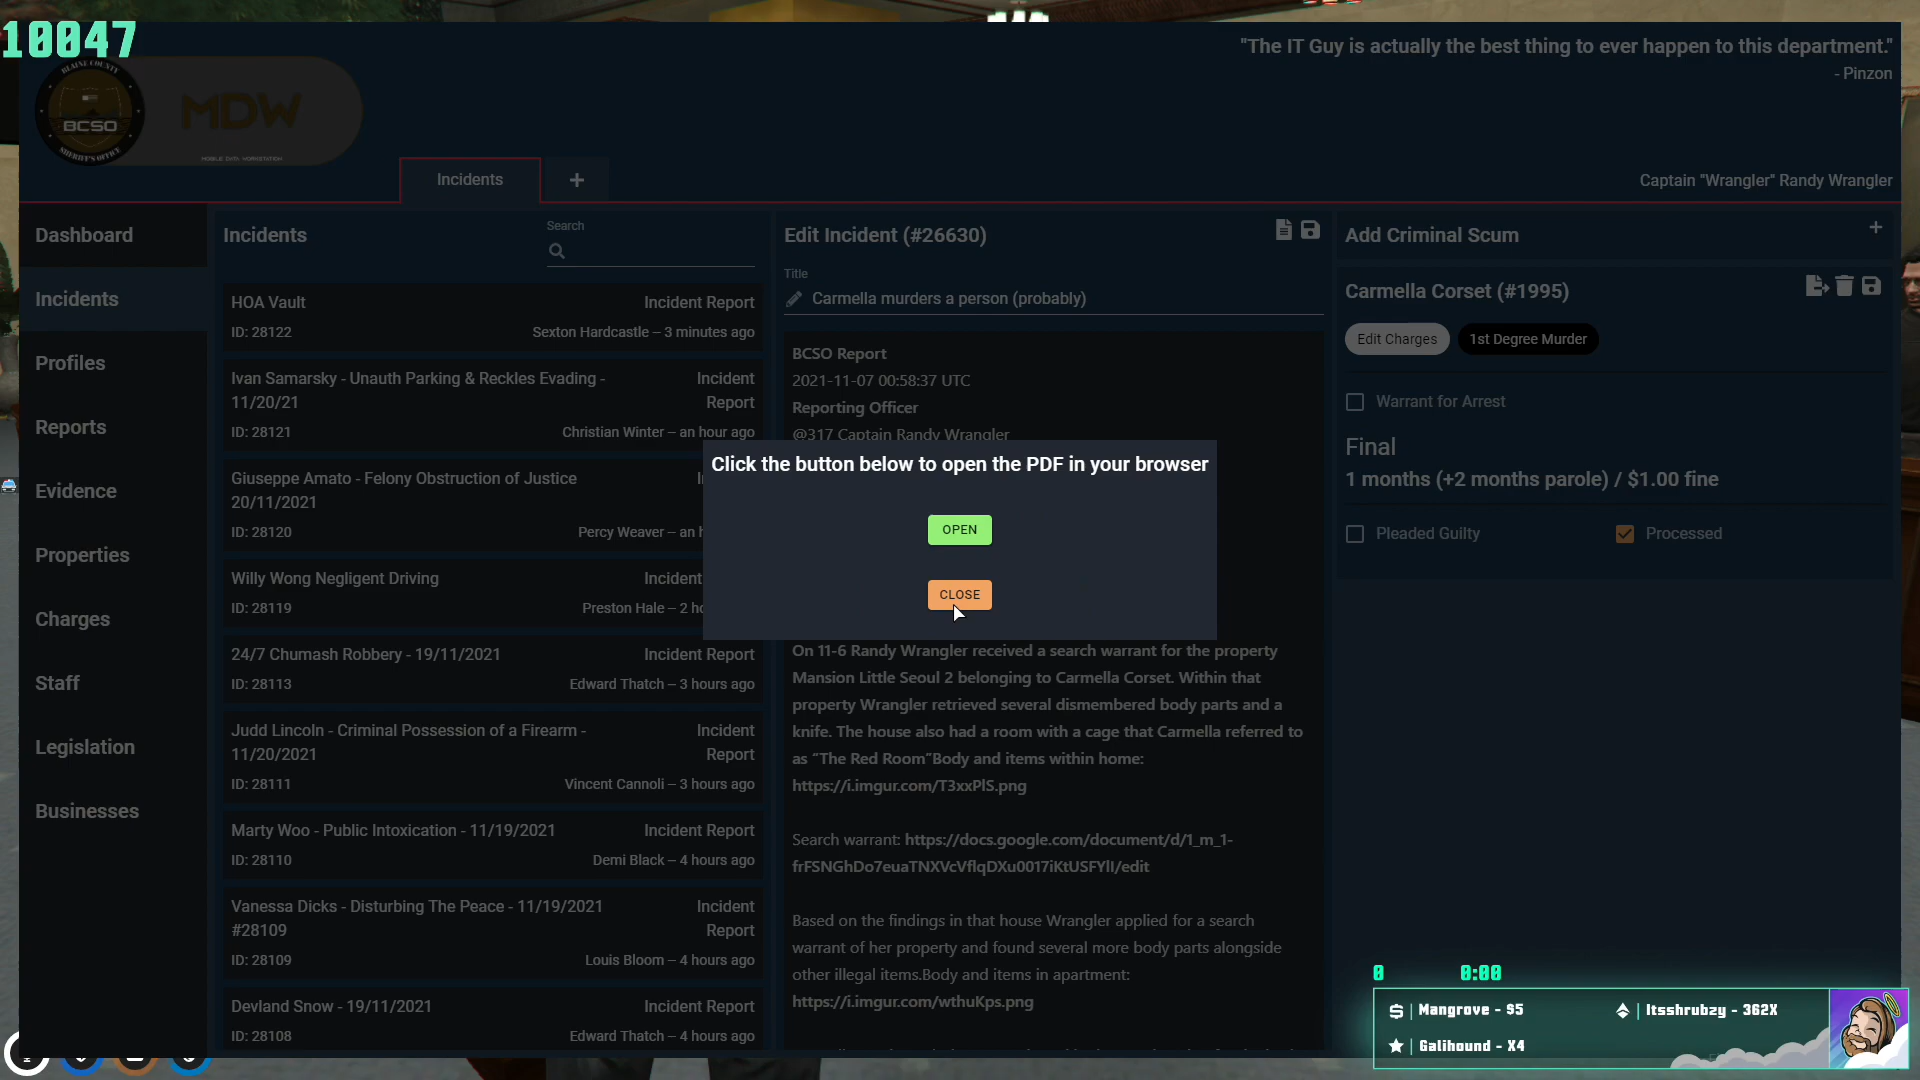 10047
"The IT Guy is actually the best thing to ever happen to this department."
- Pinzon
BLAINE COUNTY
BCSO
SHERIFF'S OFFICE
MDW
MOBILE DATA WORKSTATION
Incidents
+
Captain "Wrangler" Randy Wrangler
Dashboard
Incidents
Profiles
Reports
Evidence
Properties
Charges
Staff
Legislation
Businesses
Incidents
Search
HOA Vault
Incident Report
ID: 28122
Sexton Hardcastle – 3 minutes ago
Ivan Samarsky - Unauth Parking & Reckles Evading -
11/20/21
Incident
Report
ID: 28121
Christian Winter – an hour ago
Giuseppe Amato - Felony Obstruction of Justice
20/11/2021
ID: 28120
Percy Weaver – an h
Willy Wong Negligent Driving
Incident
ID: 28119
Preston Hale – 2 ho
24/7 Chumash Robbery - 19/11/2021
Incident Report
ID: 28113
Edward Thatch – 3 hours ago
Judd Lincoln - Criminal Possession of a Firearm -
11/20/2021
Incident
Report
ID: 28111
Vincent Cannoli – 3 hours ago
Marty Woo - Public Intoxication - 11/19/2021
Incident Report
ID: 28110
Demi Black – 4 hours ago
Vanessa Dicks - Disturbing The Peace - 11/19/2021
#28109
Incident
Report
ID: 28109
Louis Bloom – 4 hours ago
Devland Snow - 19/11/2021
Incident Report
ID: 28108
Edward Thatch – 4 hours ago
Edit Incident (#26630)
Title
Carmella murders a person (probably)
BCSO Report
2021-11-07 00:58:37 UTC
Reporting Officer
@317 Captain Randy Wrangler
Click the button below to open the PDF in your browser
OPEN
CLOSE
On 11-6 Randy Wrangler received a search warrant for the property
Mansion Little Seoul 2 belonging to Carmella Corset. Within that
property Wrangler retrieved several dismembered body parts and a
knife. The house also had a room with a cage that Carmella referred to
as "The Red Room"Body and items within home:
https://i.imgur.com/T3xxPlS.png
Search warrant: https://docs.google.com/document/d/1_m_1-
frFSNGhDo7euaTNXVcVflqDXu0017iKtUSFYlI/edit
Based on the findings in that house Wrangler applied for a search
warrant of her property and found several more body parts alongside
other illegal items.Body and items in apartment:
https://i.imgur.com/wthuKps.png
Add Criminal Scum
+
Carmella Corset (#1995)
Edit Charges
1st Degree Murder
Warrant for Arrest
Final
1 months (+2 months parole) / $1.00 fine
Pleaded Guilty
Processed
0
0:00
Mangrove - $5
Itsshrubzy - 362X
Galihound - X4